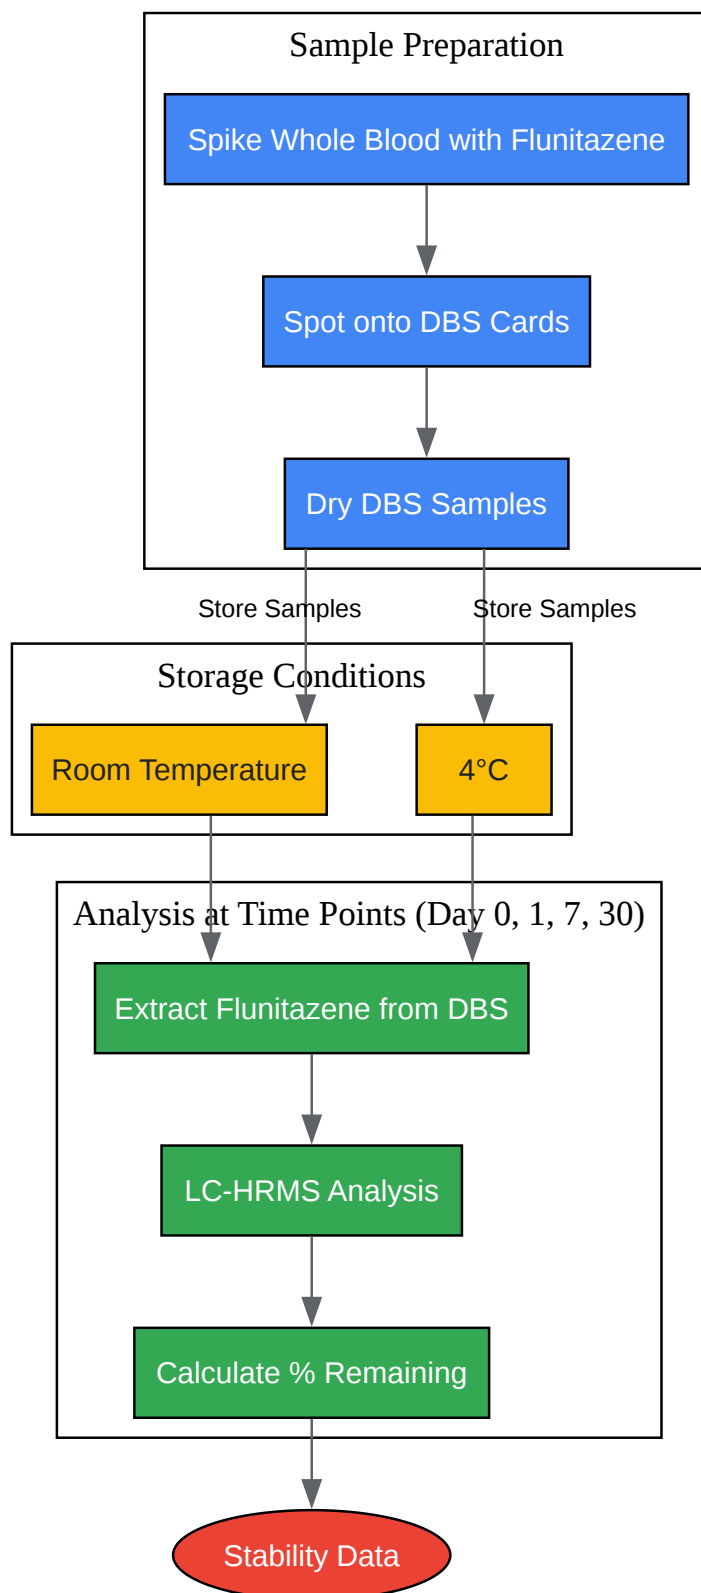 Sample Preparation
Spike Whole Blood with Flunitazene
Spot onto DBS Cards
Dry DBS Samples
Store Samples
Store Samples
Storage Conditions
Room Temperature
4°C
Analysis at Time Points (Day 0, 1, 7, 30)
Extract Flunitazene from DBS
LC-HRMS Analysis
Calculate % Remaining
Stability Data